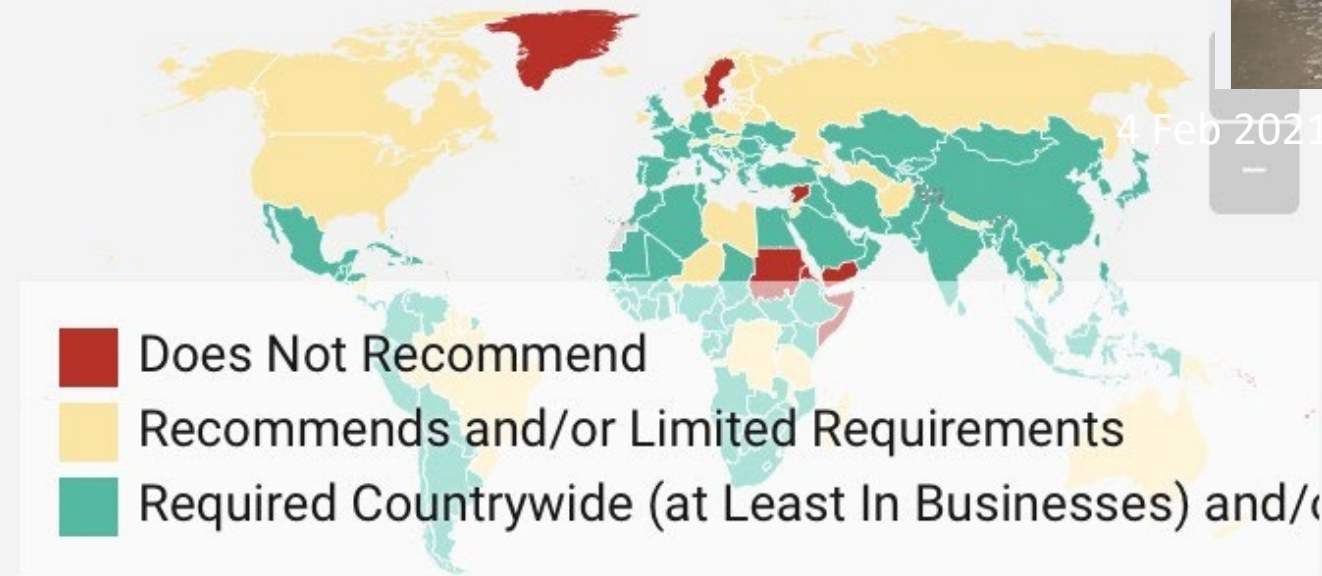 4 Feb 2021
Does Not Recommend
Recommends and/or Limited Requirements
Required Countrywide (at Least In Businesses) and/